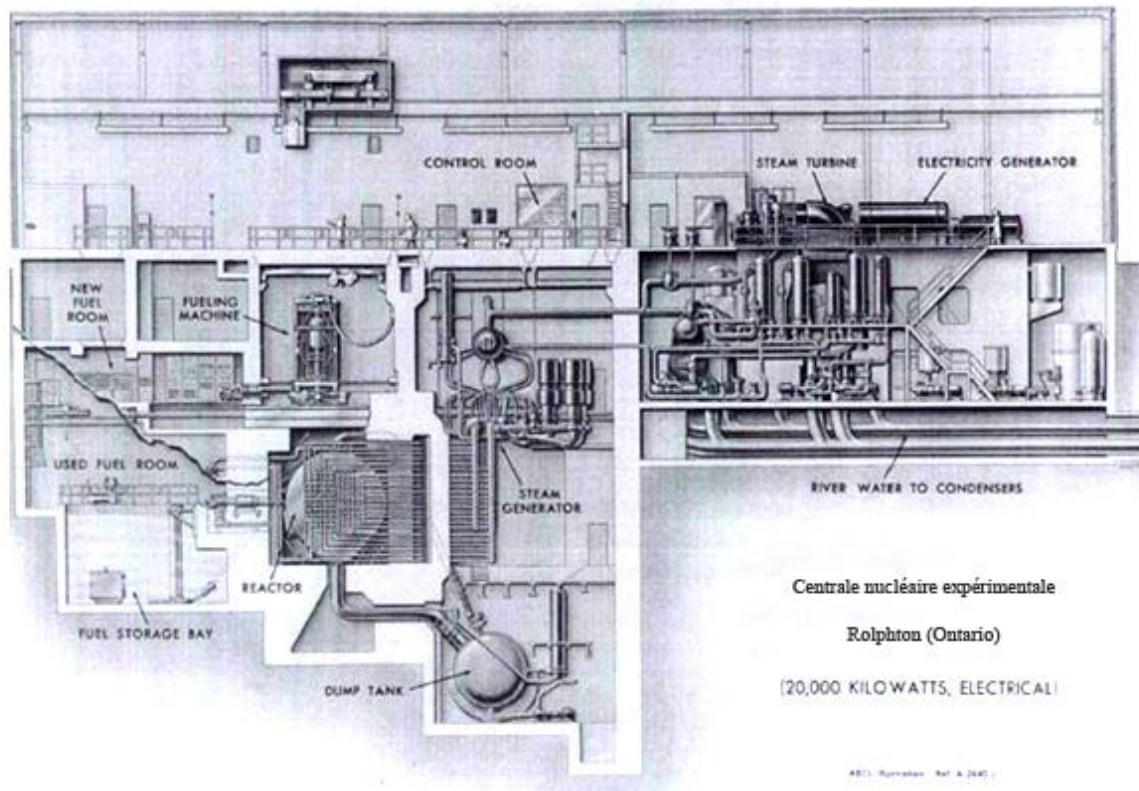 CONTROL ROOM
STEAM TURBINE
ELECTRICITY GENERATOR
NEW
FUEL
ROOM
FUELING
MACHINE
USED FUEL ROOM
STEAM
GENERATOR
RIVER WATER TO CONDENSERS
REACTOR
FUEL STORAGE BAY
DUMP TANK
Centrale nucléaire expérimentale
Rolphton (Ontario)
(20,000 KILOWATTS, ELECTRICAL)